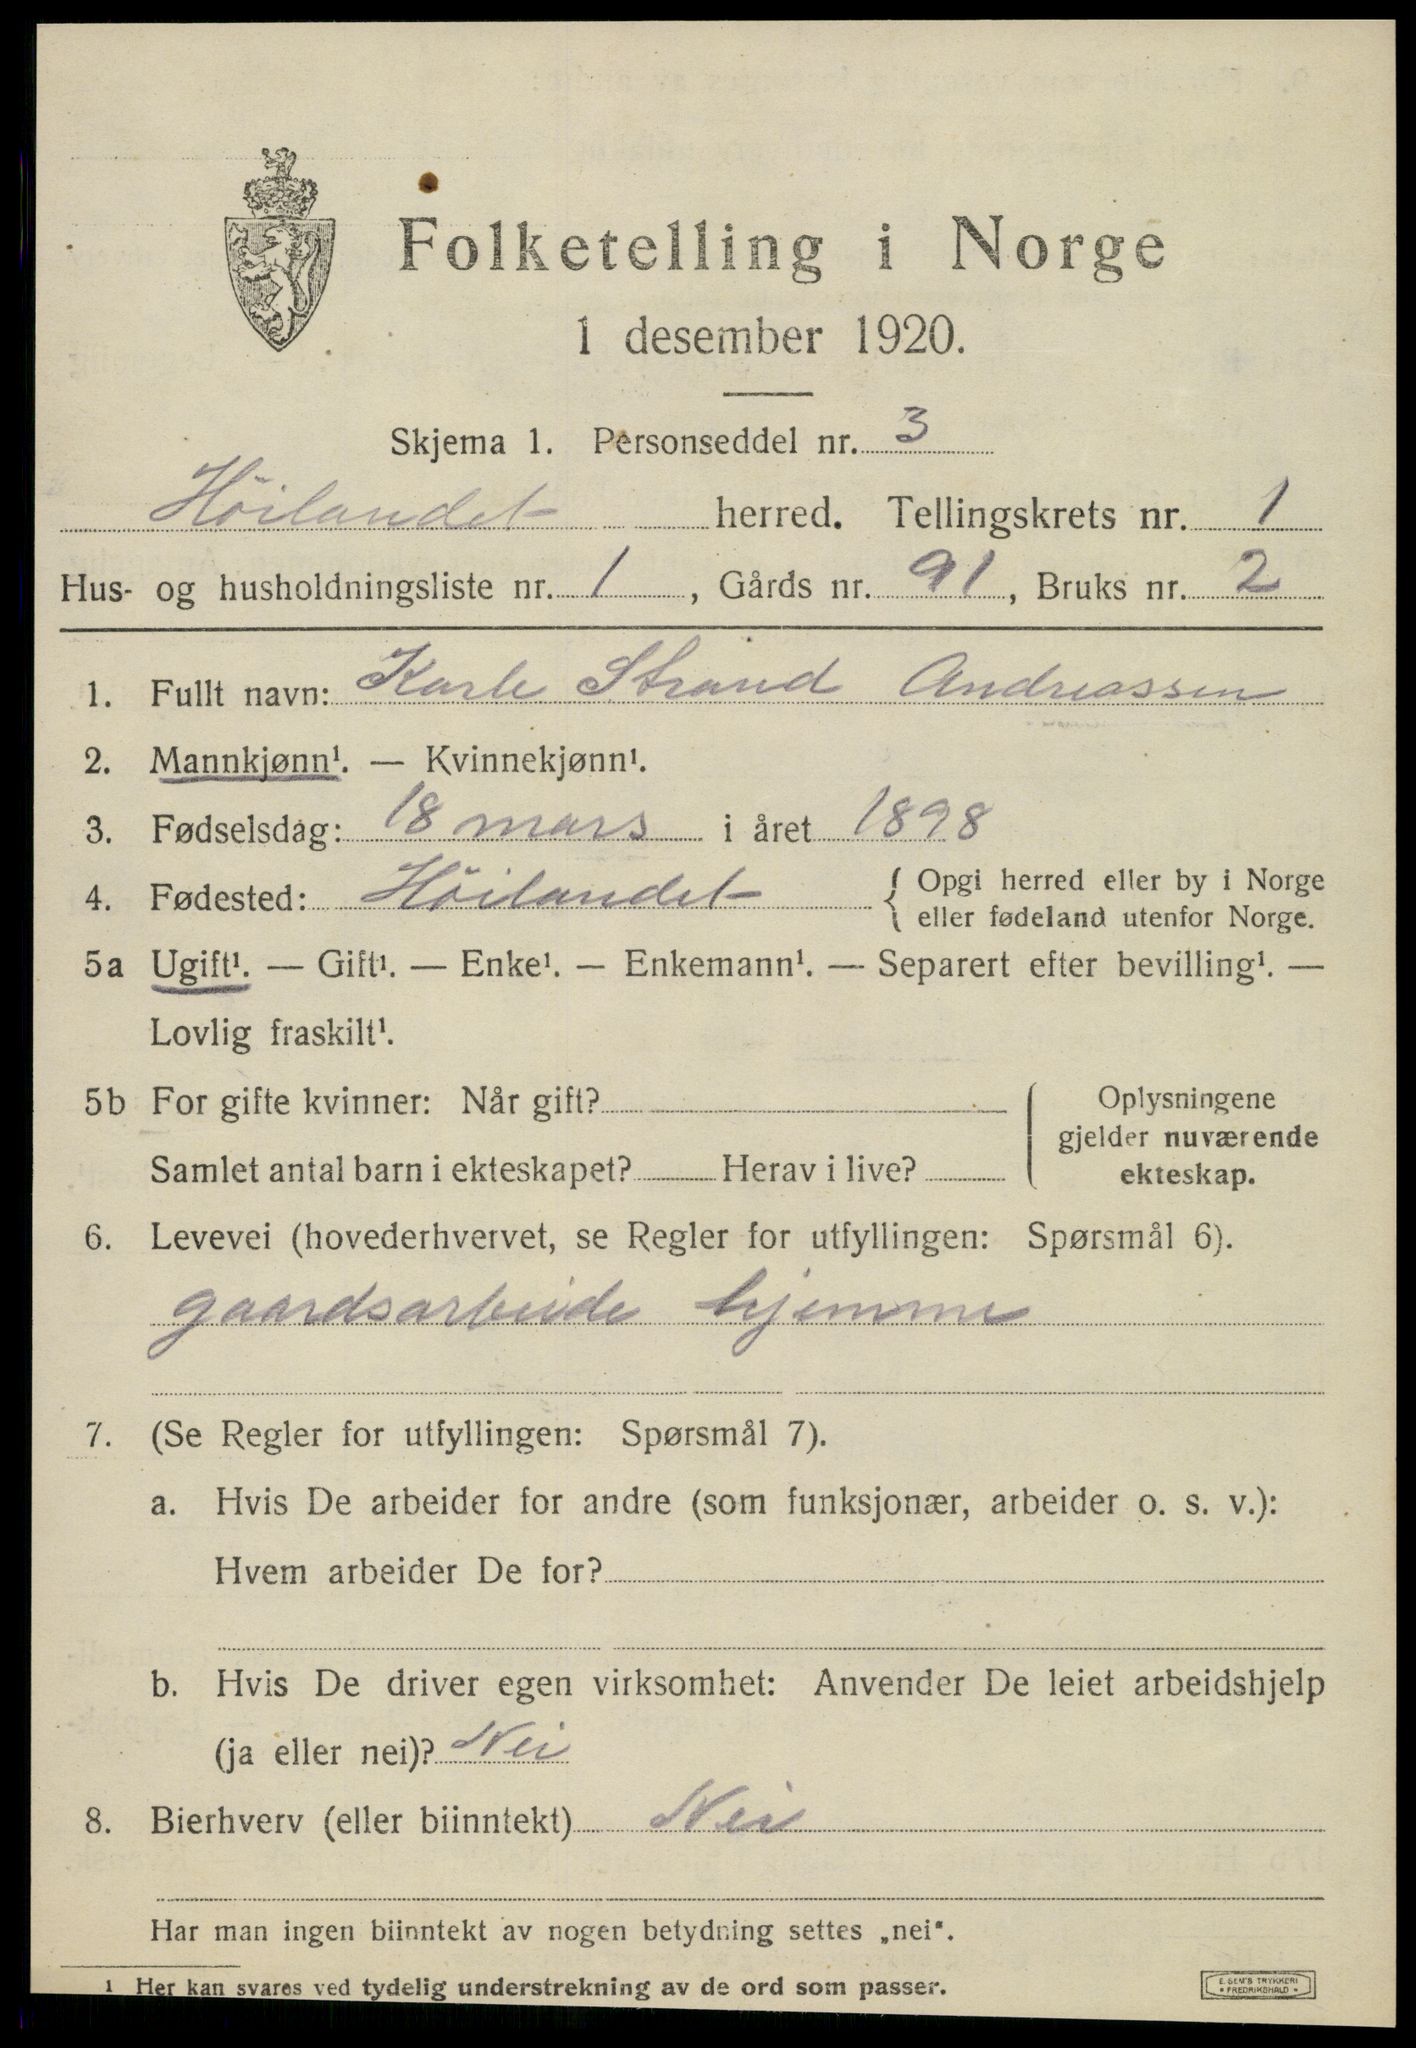 Folketelling i Norge
1 desember 1920.
Skjema 1. Personseddel nr. 3
Höilandet herred. Tellingskrets nr. 1
Hus- og husholdningsliste nr. 1, Gårds nr. 91, Bruks nr. 2
1. Fullt navn: Karle Strand Andreassen
2. Mannkjønn¹. — Kvinnekjønn¹.
3. Fødselsdag: 18 mars i året 1898
4. Fødested: Höilandet { Opgi herred eller by i Norge
eller fødeland utenfor Norge.
5a Ugift¹. — Gift¹. — Enke¹. — Enkemann¹. — Separert efter bevilling¹. —
Lovlig fraskilt¹.
5b For gifte kvinner: Når gift?
Samlet antal barn i ekteskapet? Herav i live?
Oplysningene
gjelder nuværende
ekteskap.
6. Levevei (hovederhvervet, se Regler for utfyllingen: Spørsmål 6).
gaardsarbeide hjemme
7. (Se Regler for utfyllingen: Spørsmål 7).
a. Hvis De arbeider for andre (som funksjonær, arbeider o. s. v.):
Hvem arbeider De for?
b. Hvis De driver egen virksomhet: Anvender De leiet arbeidshjelp
(ja eller nei)? Nei
8. Bierhverv (eller biinntekt) Nei
Har man ingen biinntekt av nogen betydning settes „nei“.
1 Her kan svares ved tydelig understrekning av de ord som passer.
E. SEM'S TRYKKERI
• FREDRIKSHALD •